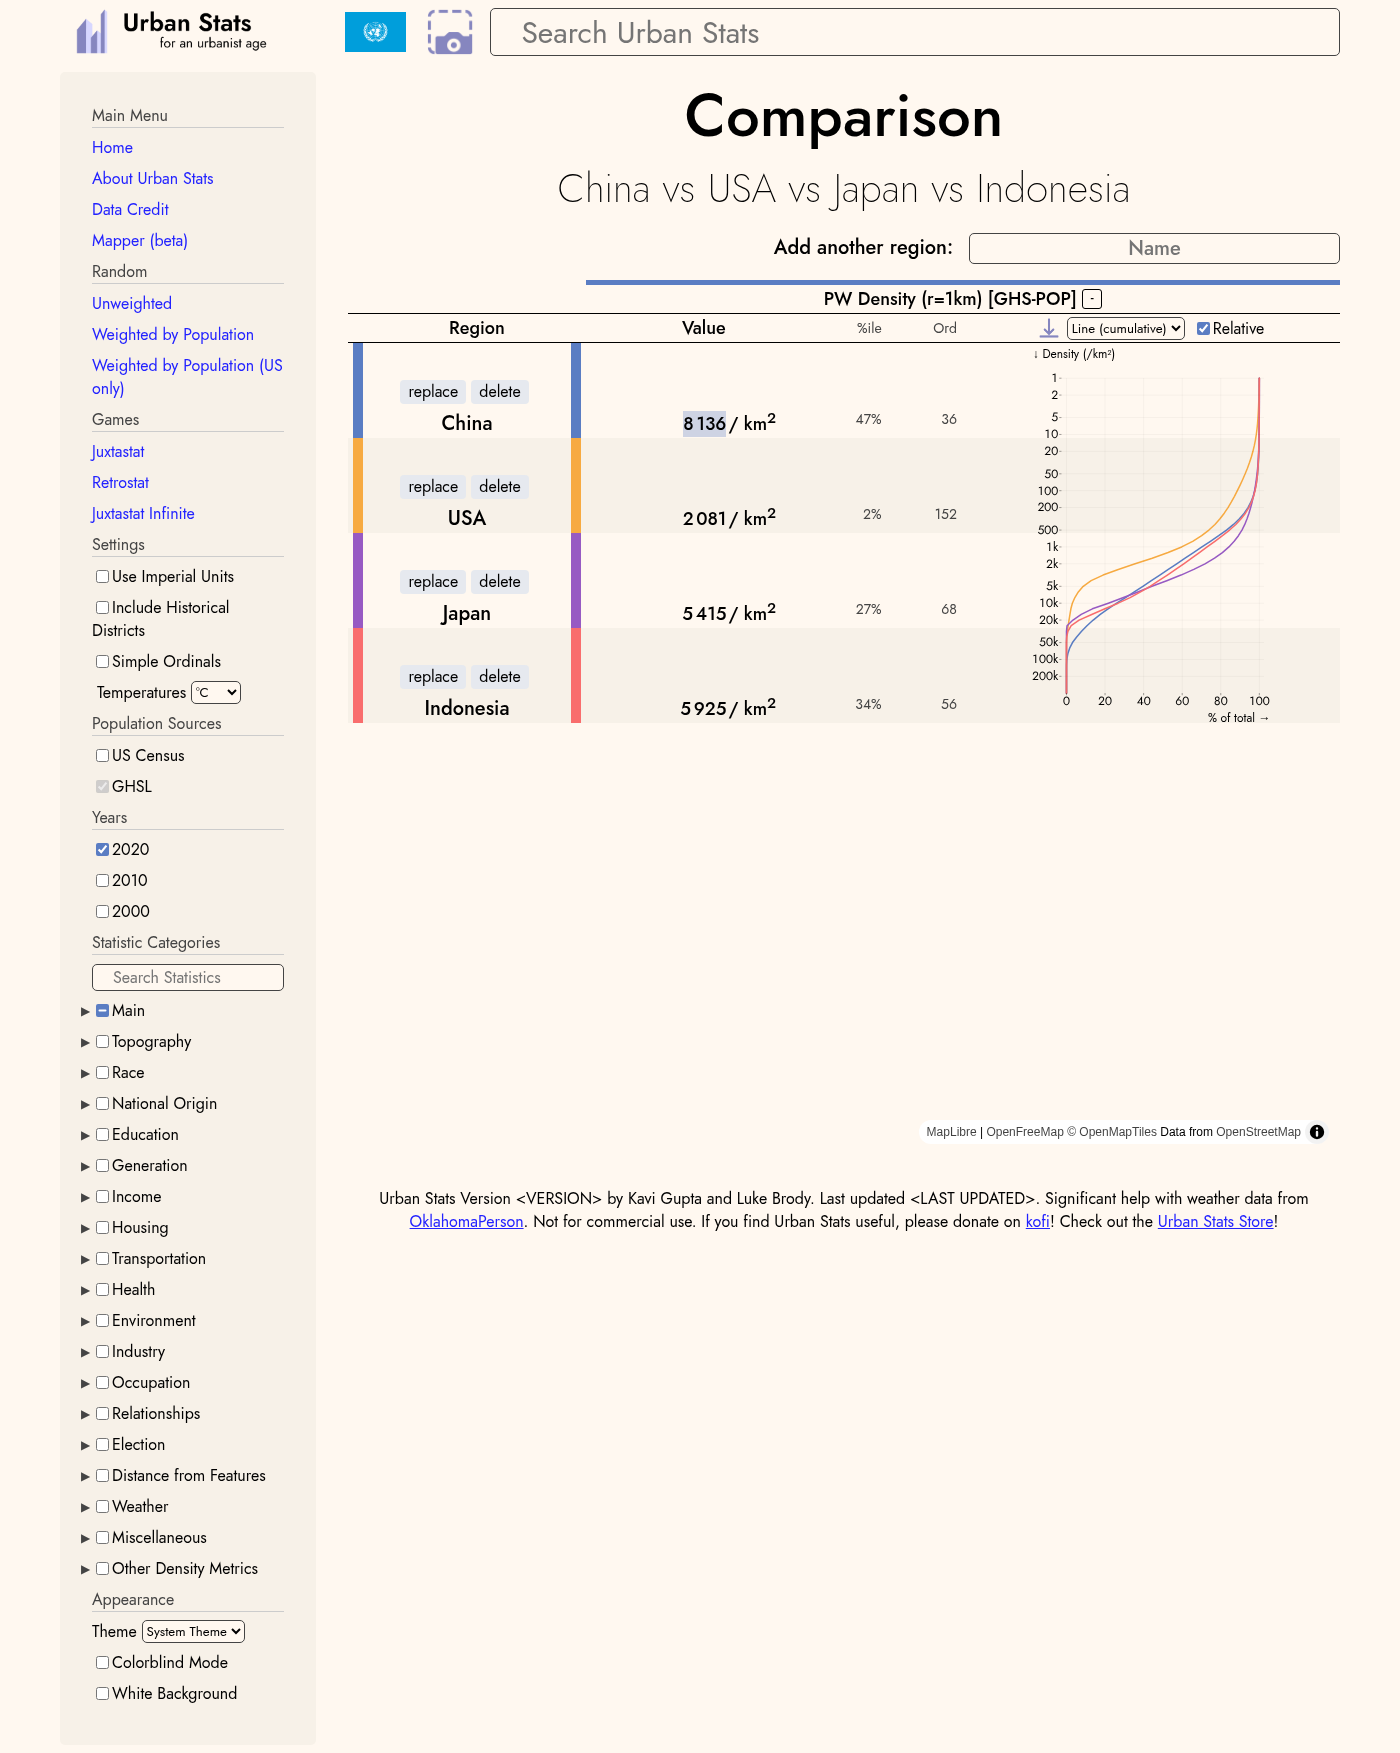 Urban Stats
for an urbanist age
Search Urban Stats
Main Menu
Home
About Urban Stats
Data Credit
Mapper (beta)
Random
Unweighted
Weighted by Population
Weighted by Population (US
only)
Games
Juxtastat
Retrostat
Juxtastat Infinite
Settings
Use Imperial Units
Include Historical
Districts
Simple Ordinals
Temperatures °C
Population Sources
US Census
GHSL
Years
2020
2010
2000
Statistic Categories
Search Statistics
Main
Topography
Race
National Origin
Education
Generation
Income
Housing
Transportation
Health
Environment
Industry
Occupation
Relationships
Election
Distance from Features
Weather
Miscellaneous
Other Density Metrics
Appearance
Theme System Theme
Colorblind Mode
White Background
Comparison
China vs USA vs Japan vs Indonesia
Add another region: Name
PW Density (r=1km) [GHS-POP] -
Region Value %ile Ord Line (cumulative) Relative
replace delete
China 8 136 / km² 47% 36
replace delete
USA 2 081 / km² 2% 152
replace delete
Japan 5 415 / km² 27% 68
replace delete
Indonesia 5 925 / km² 34% 56
↓ Density (/km²)
1
2
5
10
20
50
100
200
500
1k
2k
5k
10k
20k
50k
100k
200k
0 20 40 60 80 100
% of total →
MapLibre | OpenFreeMap © OpenMapTiles Data from OpenStreetMap
Urban Stats Version <VERSION> by Kavi Gupta and Luke Brody. Last updated <LAST UPDATED>. Significant help with weather data from
OklahomaPerson. Not for commercial use. If you find Urban Stats useful, please donate on kofi! Check out the Urban Stats Store!